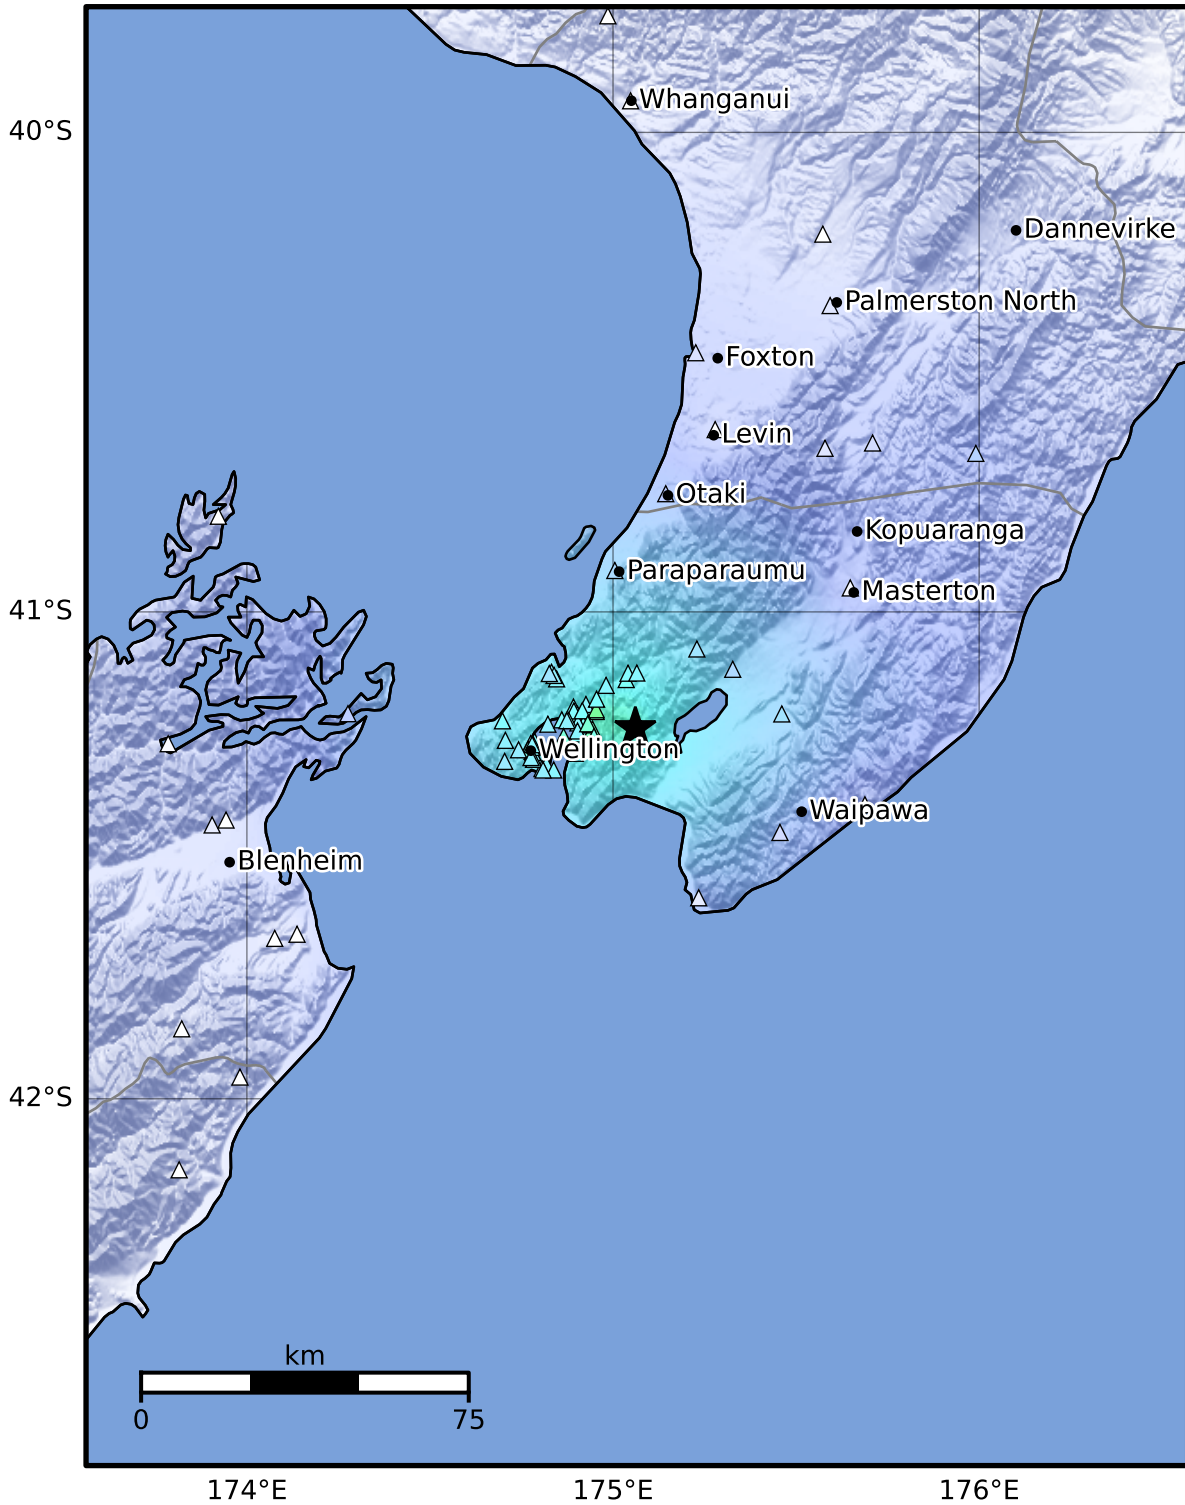 Whanganui
40°S
Dannevirke
Palmerston North
Foxton
Levin
Otaki
Kopuaranga
Paraparaumu
Masterton
41°S
Wellington
Waipawa
Blenheim
42°S
km
0 75
174°E 175°E 176°E